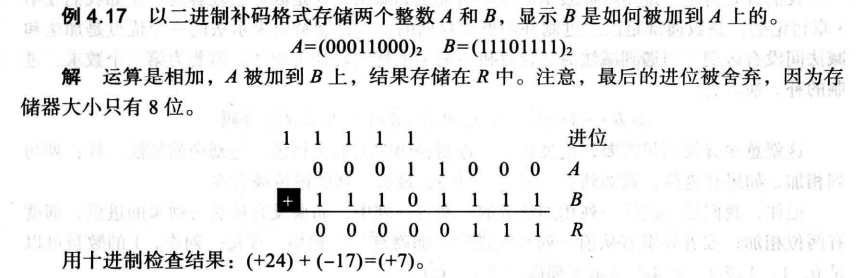 例 4.17 以二进制补码格式存储两个整数 A 和 B，显示 B 是如何被加到 A 上的。
A=(00011000)₂ B=(11101111)₂
解 运算是相加，A 被加到 B 上，结果存储在 R 中。注意，最后的进位被舍弃，因为存
储器大小只有 8 位。
1 1 1 1 1 进位
0 0 0 1 1 0 0 0 A
+ 1 1 1 0 1 1 1 1 B
0 0 0 0 0 1 1 1 R
用十进制检查结果：(+24)+(−17)=(+7)。